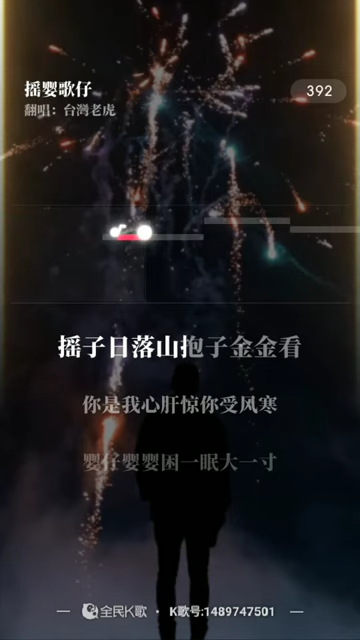 摇婴歌仔
392
翻唱：台灣老虎
摇子日落山抱子金金看
你是我心肝惊你受风寒
婴仔婴婴困一眠大一寸
全民K歌 · K歌号:1489747501